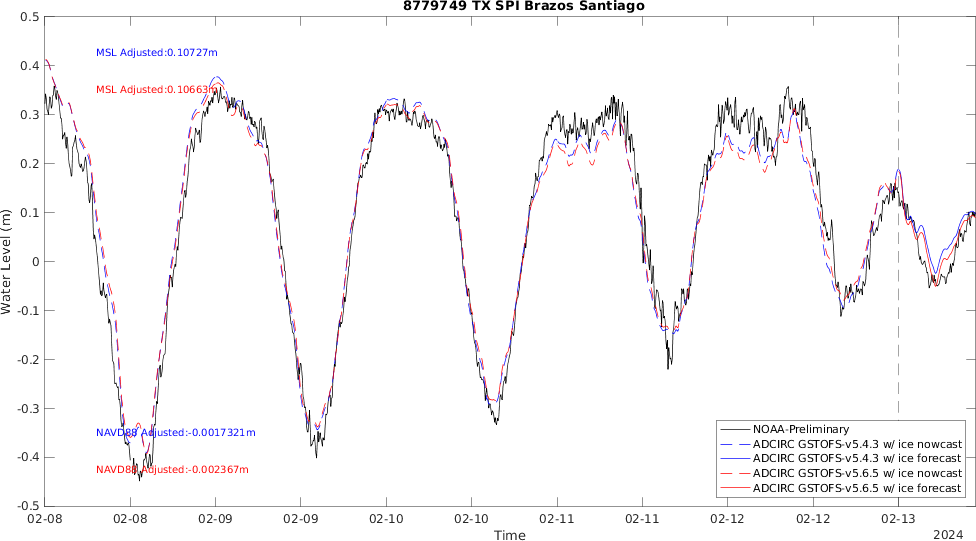 8779749 TX SPI Brazos Santiago
0.5
0.4
0.3
0.2
0.1
0
-0.1
-0.2
-0.3
-0.4
-0.5
Water Level (m)
MSL Adjusted:0.10727m
MSL Adjusted:0.10663m
NAVD88 Adjusted:-0.0017321m
NAVD88 Adjusted:-0.002367m
NOAA-Preliminary
ADCIRC GSTOFS-v5.4.3 w/ ice nowcast
ADCIRC GSTOFS-v5.4.3 w/ ice forecast
ADCIRC GSTOFS-v5.6.5 w/ ice nowcast
ADCIRC GSTOFS-v5.6.5 w/ ice forecast
02-08 02-08 02-09 02-09 02-10 02-10 02-11 02-11 02-12 02-12 02-13
Time
2024